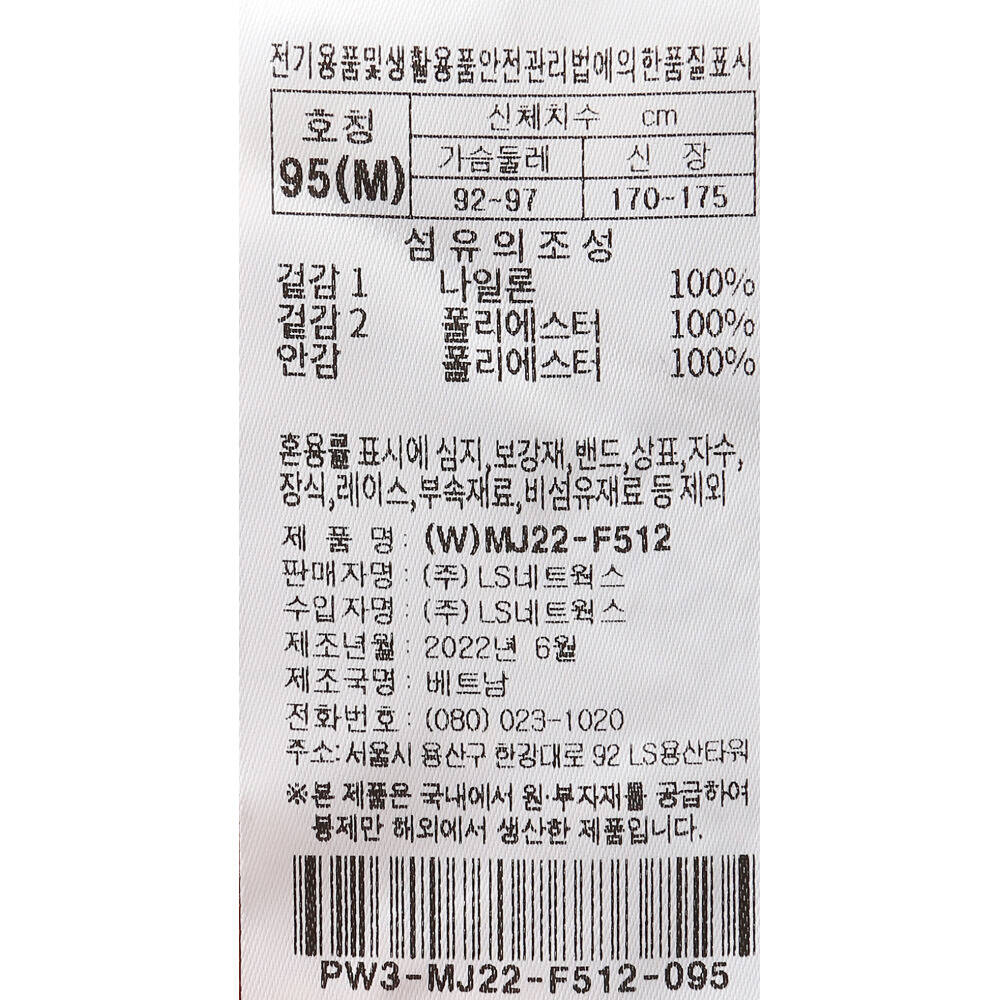 전기용품및생활용품안전관리법에의한품질표시
호칭 신체치수 cm
95(M) 가슴둘레 신 장
92~97 170~175
섬유의조성
겉감 1 나일론 100%
겉감 2 폴리에스터 100%
안감 폴리에스터 100%
혼용률 표시에 심지,보강재,밴드,상표,자수,
장식,레이스,부속재료,비섬유재료 등 제외
제 품 명 : (W)MJ22-F512
판매자명 : (주) LS네트웍스
수입자명 : (주) LS네트웍스
제조년월 : 2022년 6월
제조국명 : 베트남
전화번호 : (080) 023-1020
주소: 서울시 용산구 한강대로 92 LS용산타워
※본 제품은 국내에서 원·부자재를 공급하여
봉제만 해외에서 생산한 제품입니다.
PW3-MJ22-F512-095